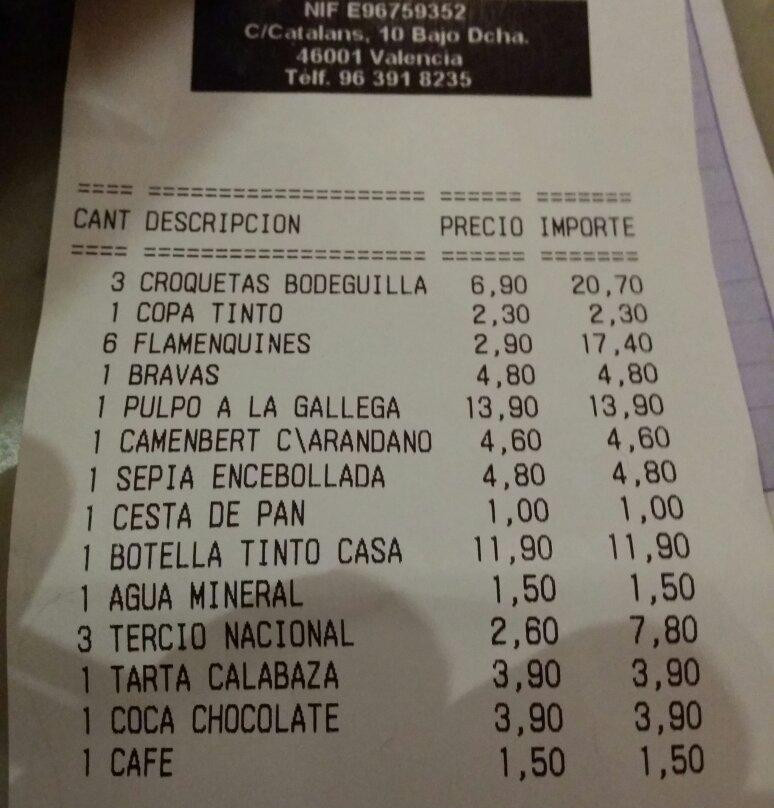 NIF E96759352
C/Catalans, 10 Bajo Dcha.
46001 Valencia
Télf. 96 391 8235
==== =================== ====== =======
CANT DESCRIPCION PRECIO IMPORTE
==== =================== ====== =======
3 CROQUETAS BODEGUILLA 6,90 20,70
1 COPA TINTO 2,30 2,30
6 FLAMENQUINES 2,90 17,40
1 BRAVAS 4,80 4,80
1 PULPO A LA GALLEGA 13,90 13,90
1 CAMENBERT C\ARANDANO 4,60 4,60
1 SEPIA ENCEBOLLADA 4,80 4,80
1 CESTA DE PAN 1,00 1,00
1 BOTELLA TINTO CASA 11,90 11,90
1 AGUA MINERAL 1,50 1,50
3 TERCIO NACIONAL 2,60 7,80
1 TARTA CALABAZA 3,90 3,90
1 COCA CHOCOLATE 3,90 3,90
1 CAFE 1,50 1,50